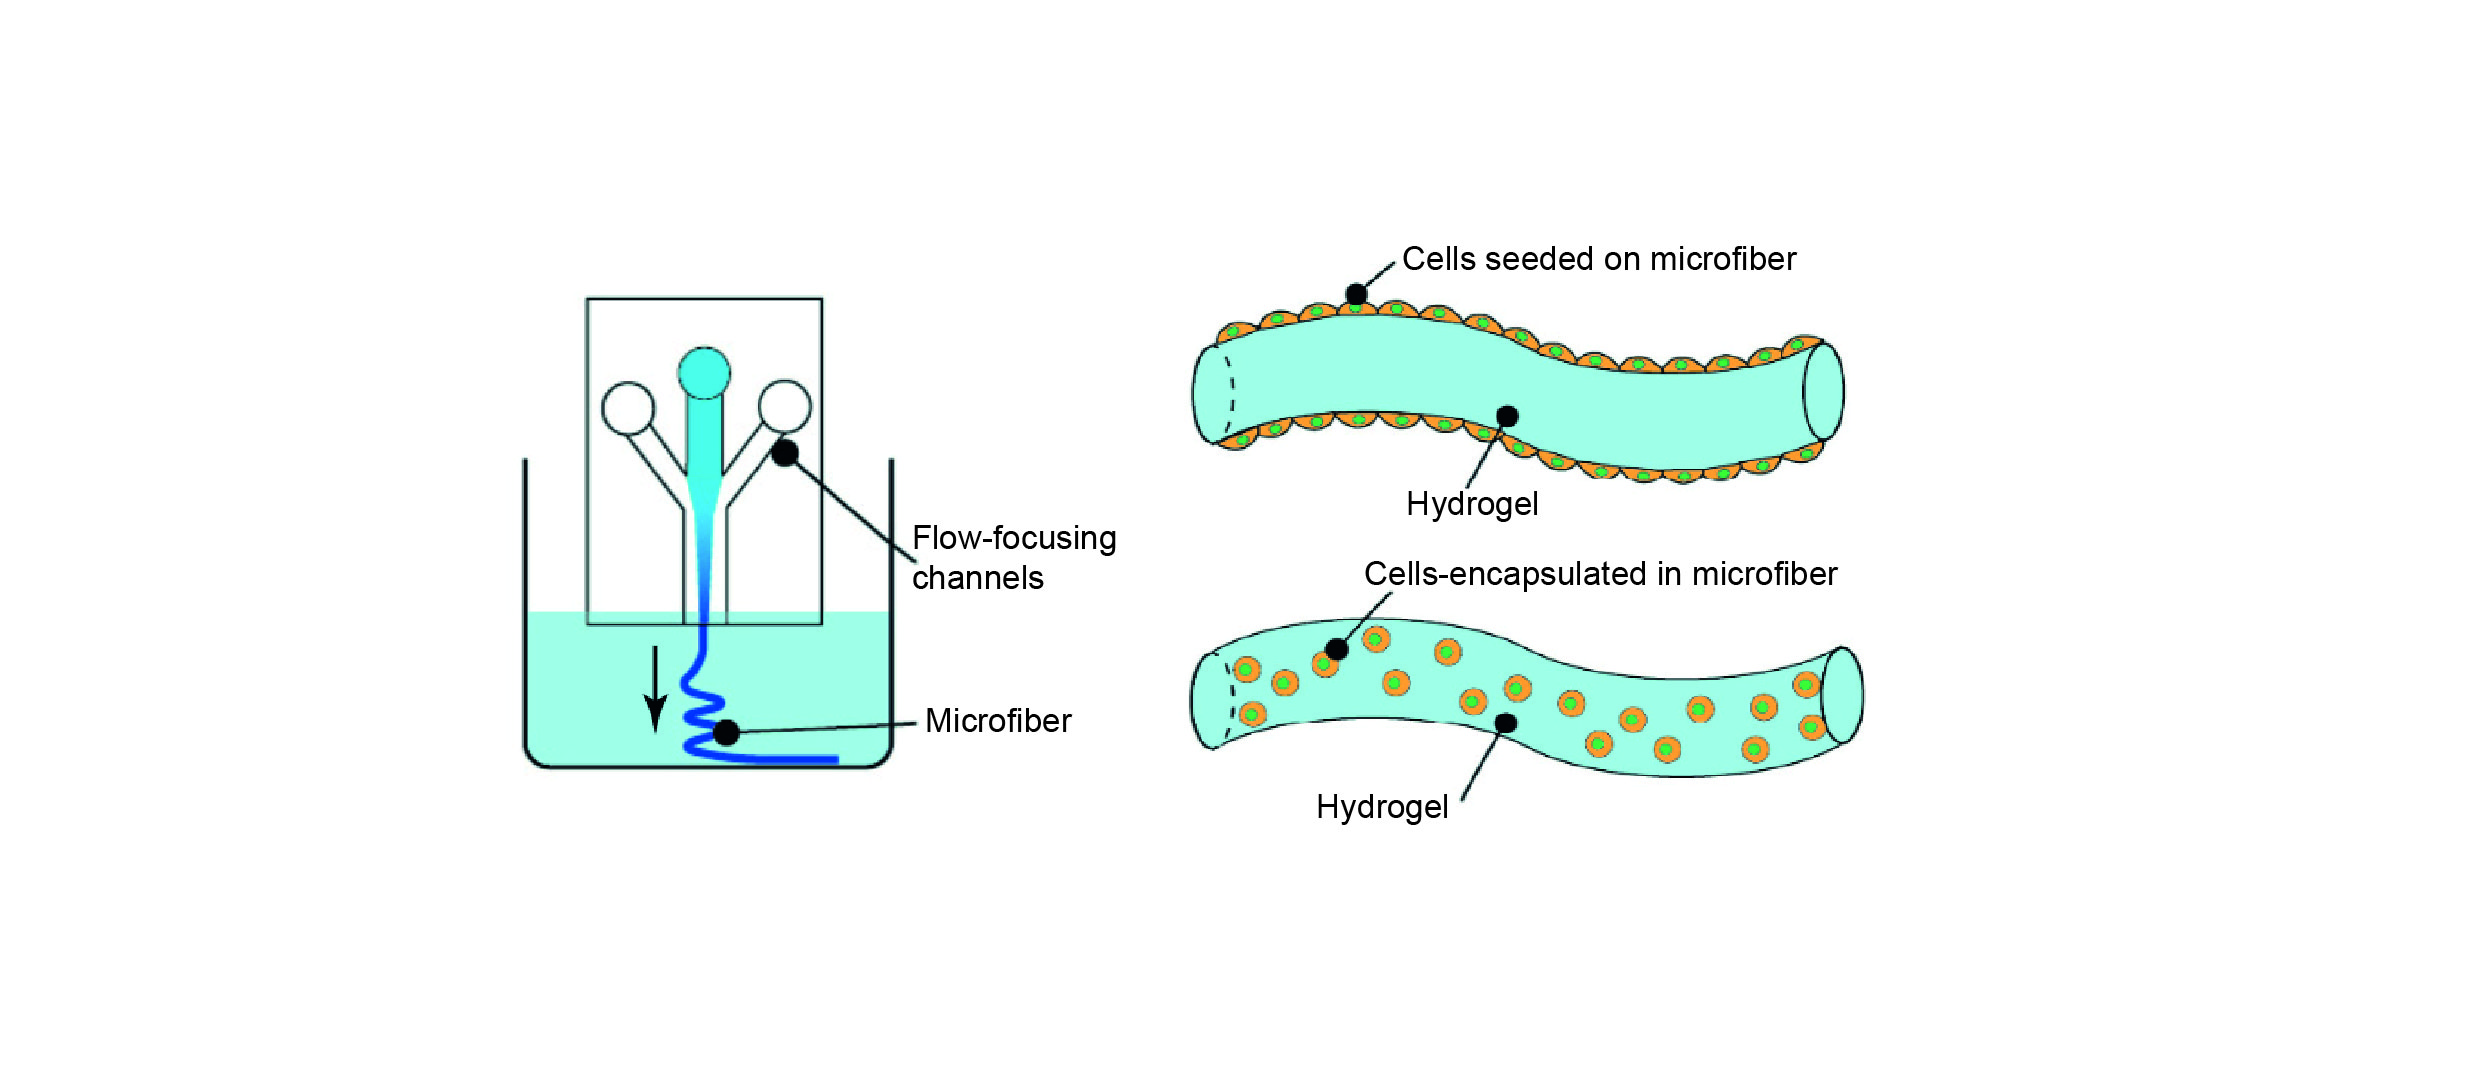 Flow-focusing
channels
Microfiber
Cells seeded on microfiber
Hydrogel
Cells-encapsulated in microfiber
Hydrogel